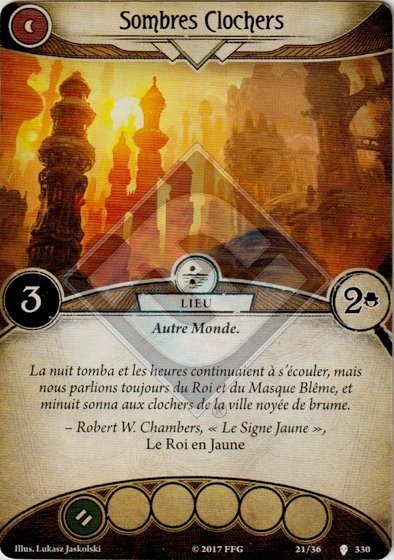 Sombres Clochers
3
LIEU
2
Autre Monde.
La nuit tomba et les heures continuaient à s'écouler, mais
nous parlions toujours du Roi et du Masque Blême, et
minuit sonna aux clochers de la ville noyée de brume.
– Robert W. Chambers, « Le Signe Jaune »,
Le Roi en Jaune
®
Illus. Lukasz Jaskolski © 2017 FFG 21/36 330